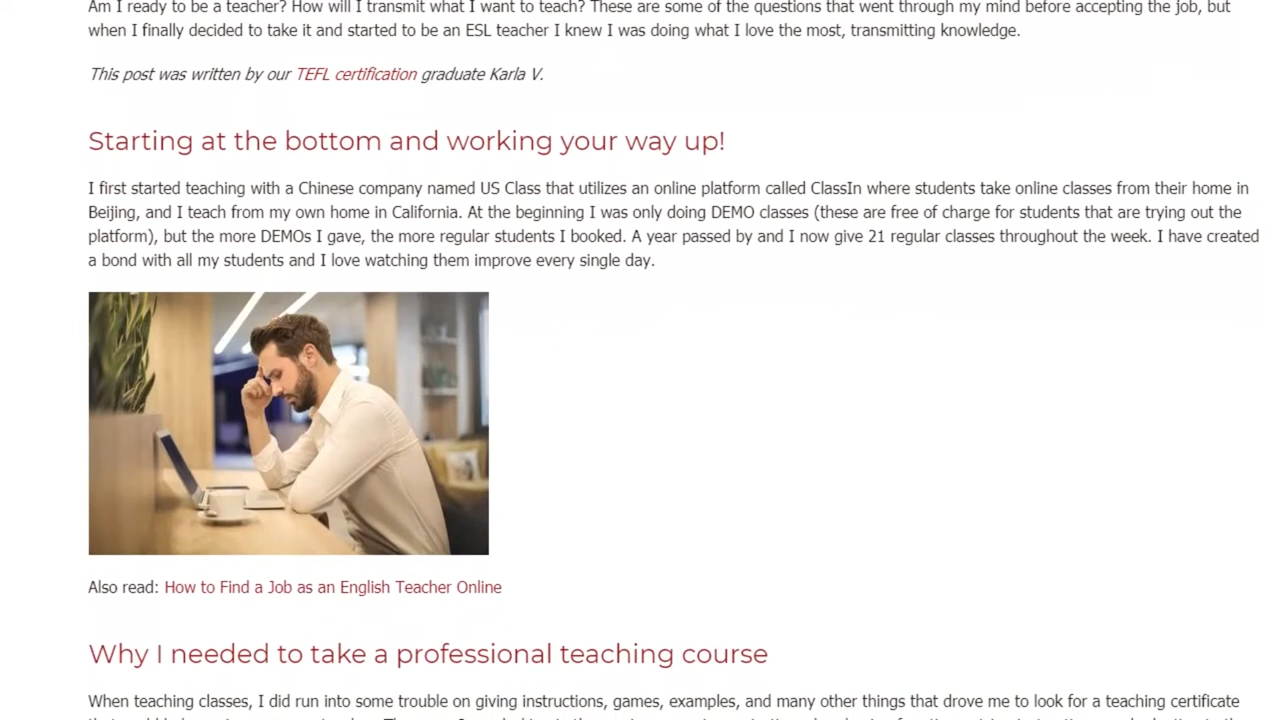 Am I ready to be a teacher? How will I transmit what I want to teach? These are some of the questions that went through my mind before accepting the job, but
when I finally decided to take it and started to be an ESL teacher I knew I was doing what I love the most, transmitting knowledge.
This post was written by our TEFL certification graduate Karla V.
Starting at the bottom and working your way up!
I first started teaching with a Chinese company named US Class that utilizes an online platform called ClassIn where students take online classes from their home in
Beijing, and I teach from my own home in California. At the beginning I was only doing DEMO classes (these are free of charge for students that are trying out the
platform), but the more DEMOs I gave, the more regular students I booked. A year passed by and I now give 21 regular classes throughout the week. I have created
a bond with all my students and I love watching them improve every single day.
Also read: How to Find a Job as an English Teacher Online
Why I needed to take a professional teaching course
When teaching classes, I did run into some trouble on giving instructions, games, examples, and many other things that drove me to look for a teaching certificate